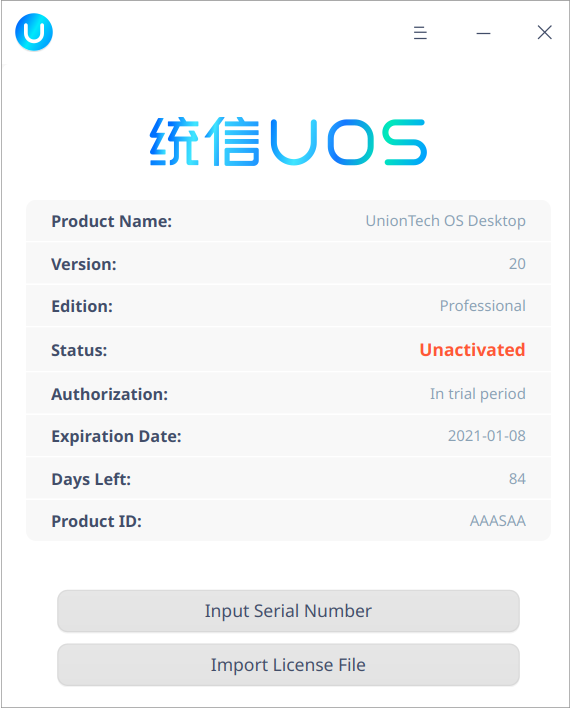 U
统信UOS
Product Name: UnionTech OS Desktop
Version: 20
Edition: Professional
Status: Unactivated
Authorization: In trial period
Expiration Date: 2021-01-08
Days Left: 84
Product ID: AAASAA
Input Serial Number
Import License File